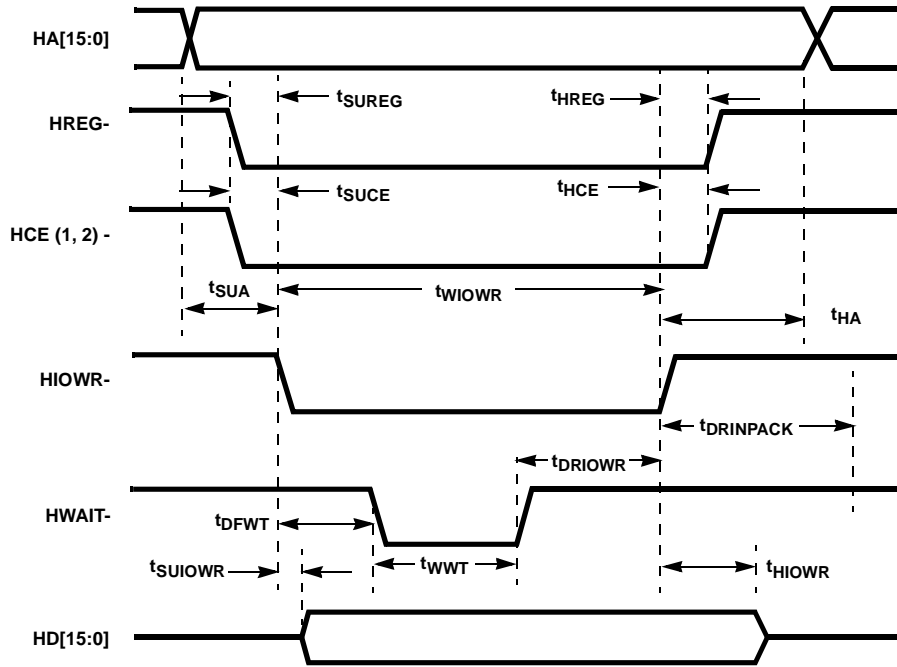 HA[15:0]
tSUREG
tHREG
HREG-
tSUCE
tHCE
HCE (1, 2) -
tSUA
tWIOWR
tHA
HIOWR-
tDRINPACK
tDRIOWR
HWAIT-
tDFWT
tSUIOWR
tWWT
tHIOWR
HD[15:0]